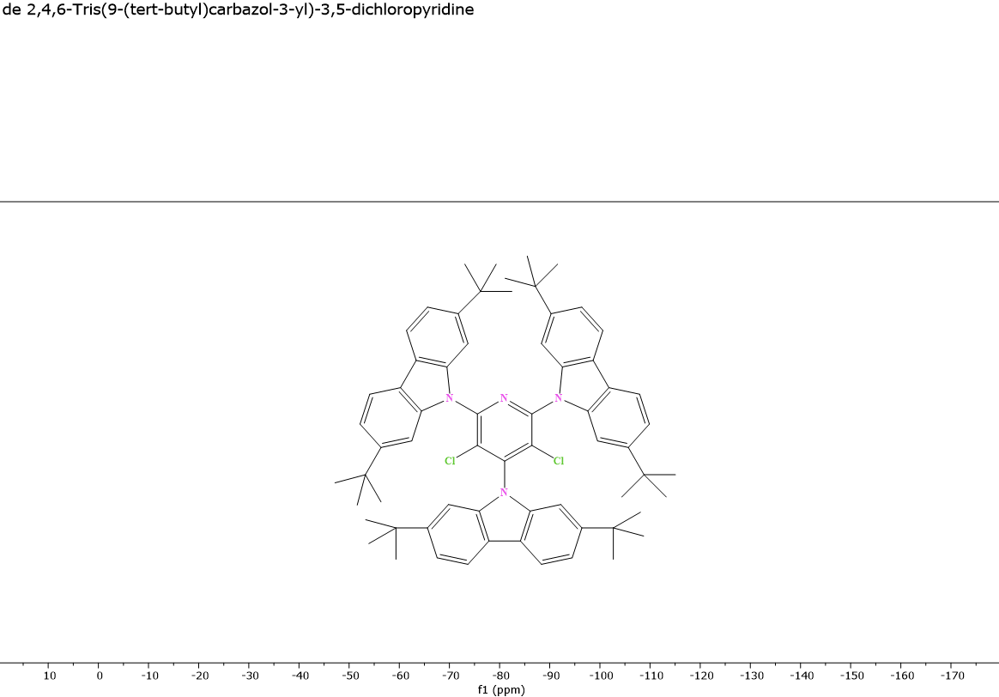 de 2,4,6-Tris(9-(tert-butyl)carbazol-3-yl)-3,5-dichloropyridine
N N N
Cl Cl
N
10 0 -10 -20 -30 -40 -50 -60 -70 -80 -90 -100 -110 -120 -130 -140 -150 -160 -170
f1 (ppm)